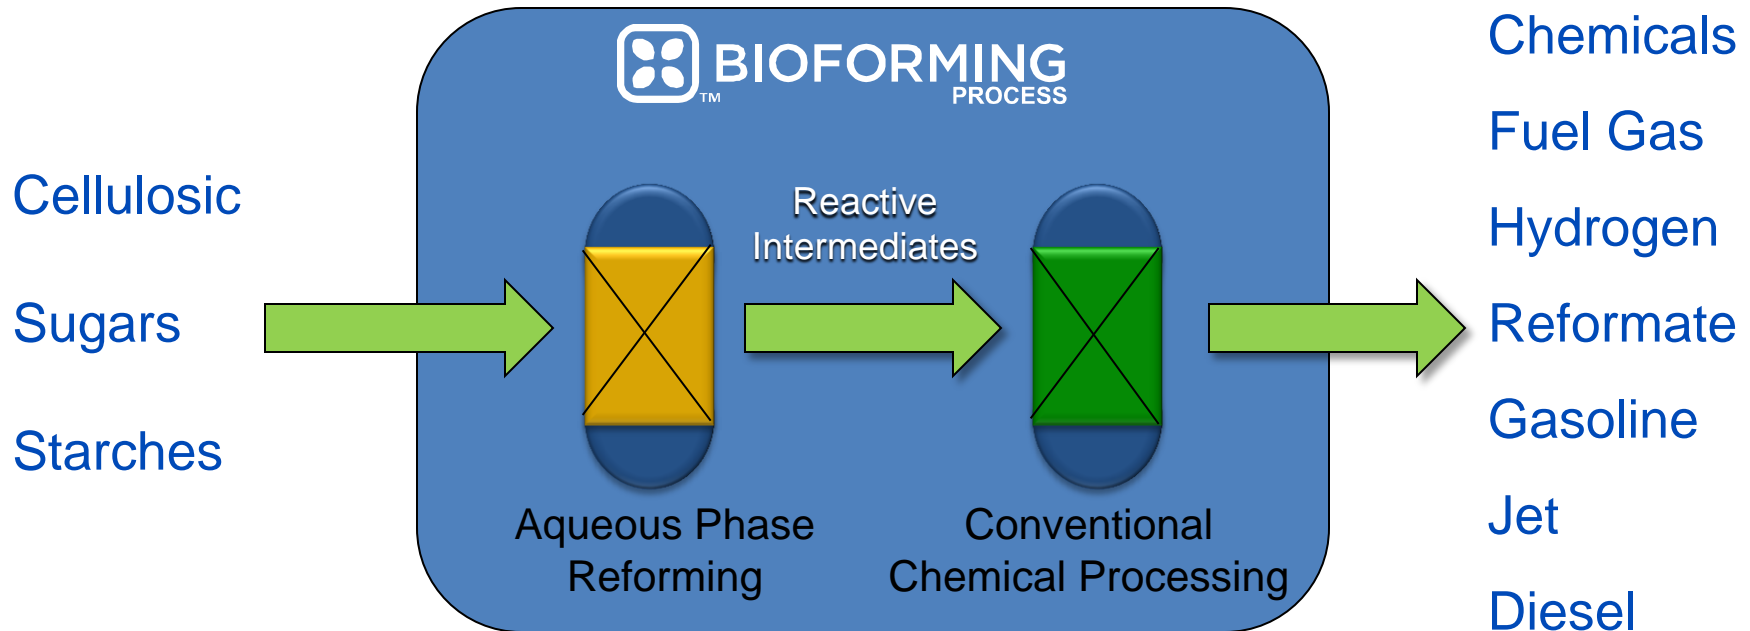 BIOFORMING
TM
PROCESS
Cellulosic
Sugars
Starches
Reactive
Intermediates
Aqueous Phase
Reforming
Conventional
Chemical Processing
Chemicals
Fuel Gas
Hydrogen
Reformate
Gasoline
Jet
Diesel